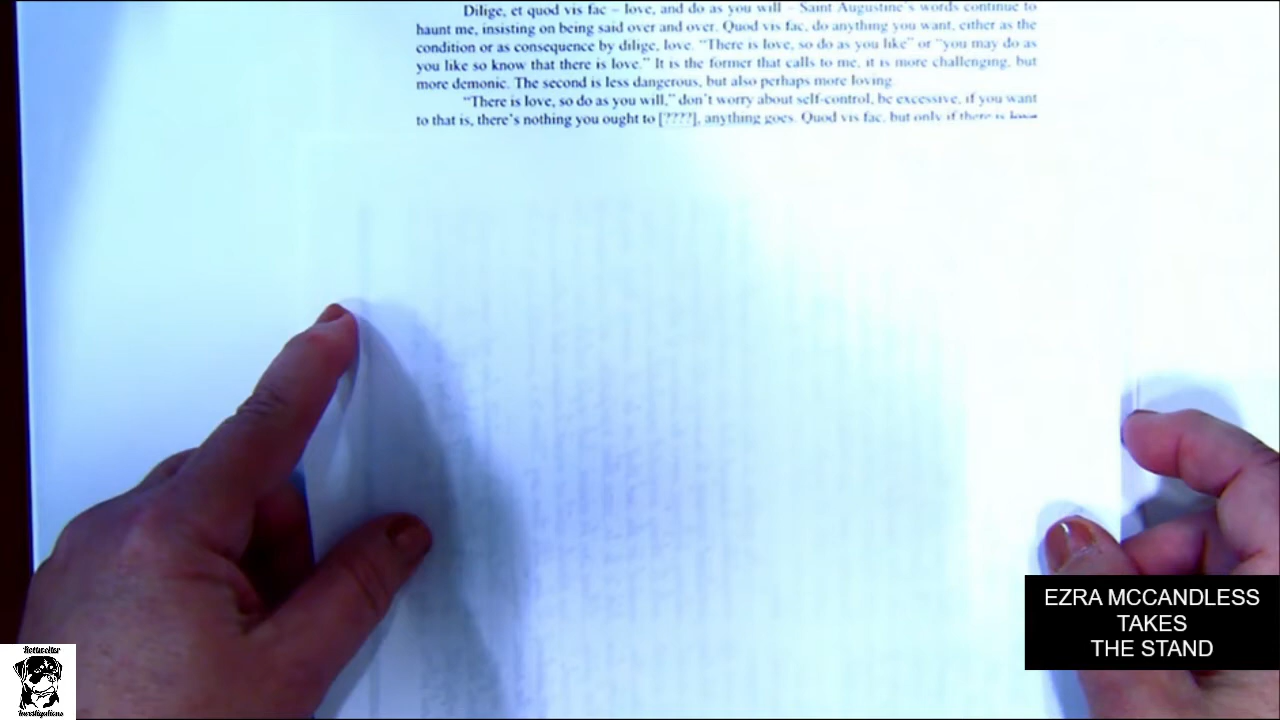 Dilige, et quod vis fac – love, and do as you will – Saint Augustine's words continue to
haunt me, insisting on being said over and over. Quod vis fac, do anything you want, either as the
condition or as consequence by dilige, love. "There is love, so do as you like" or "you may do as
you like so know that there is love." It is the former that calls to me, it is more challenging, but
more demonic. The second is less dangerous, but also perhaps more loving.
"There is love, so do as you will," don't worry about self-control, be excessive, if you want
to that is, there's nothing you ought to [????], anything goes. Quod vis fac, but only if there is love
EZRA MCCANDLESS
TAKES
THE STAND
Rottweiler
Investigations